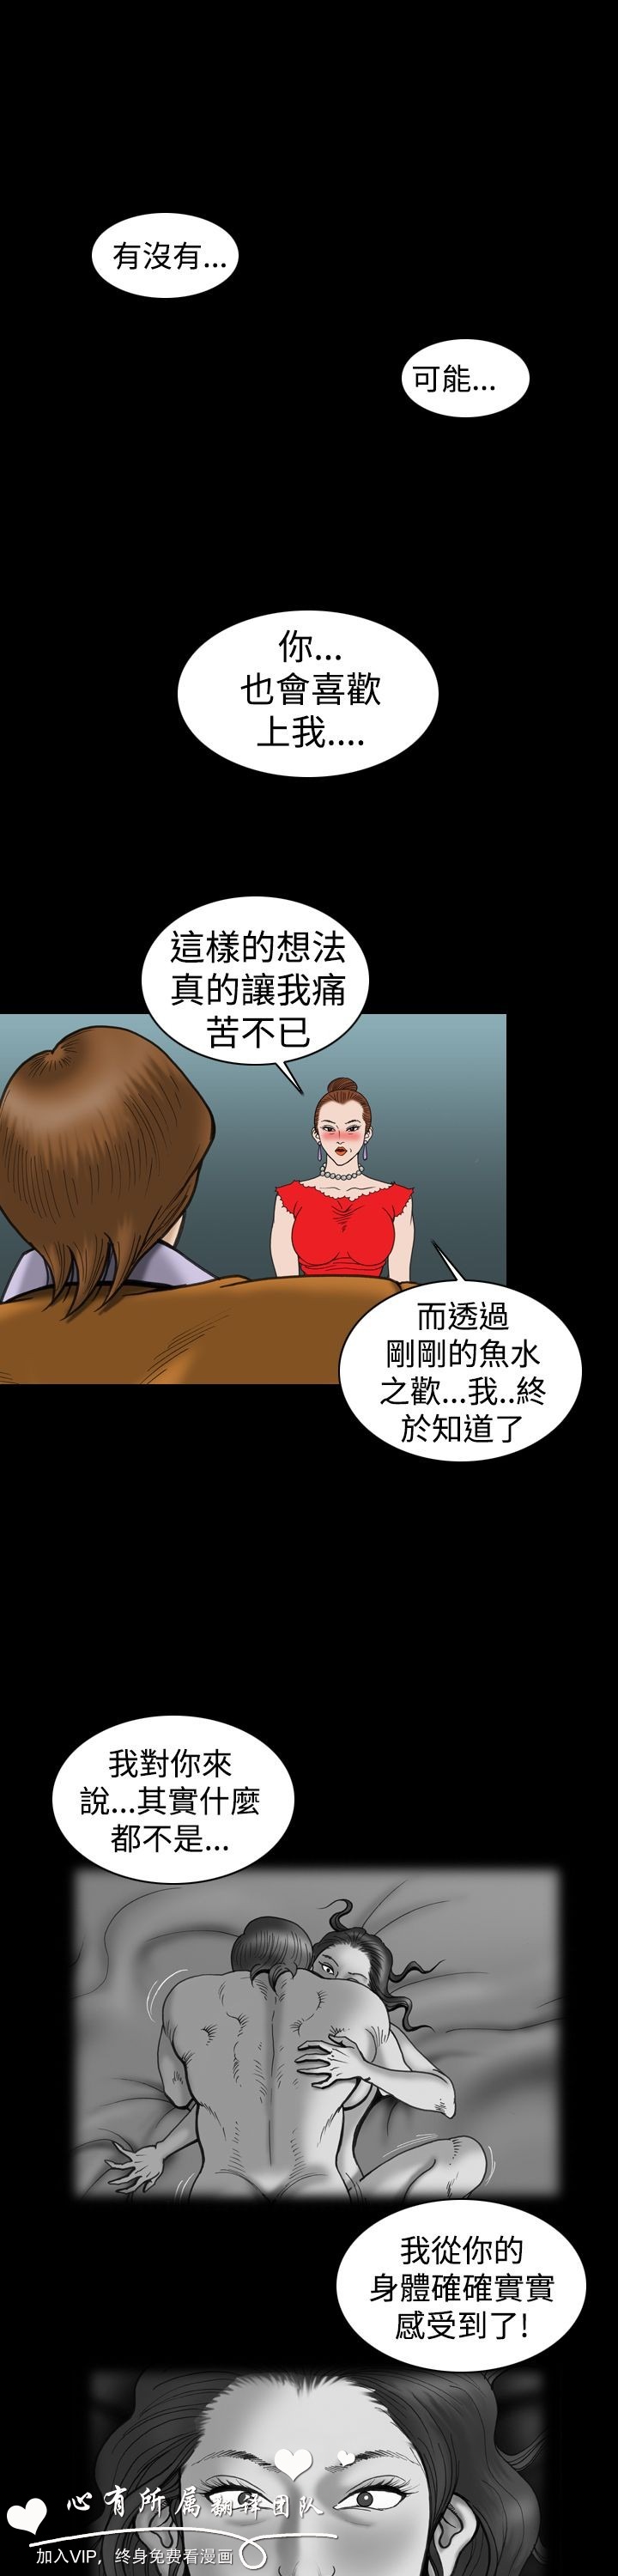 有沒有...
可能...
你...
也會喜歡
上我....
這樣的想法
真的讓我痛
苦不已
而透過
剛剛的魚水
之歡...我..終
於知道了
我對你來
說...其實什麼
都不是...
我從你的
身體確確實實
感受到了!
心有所属翻译团队
加入VIP，终身免费看漫画